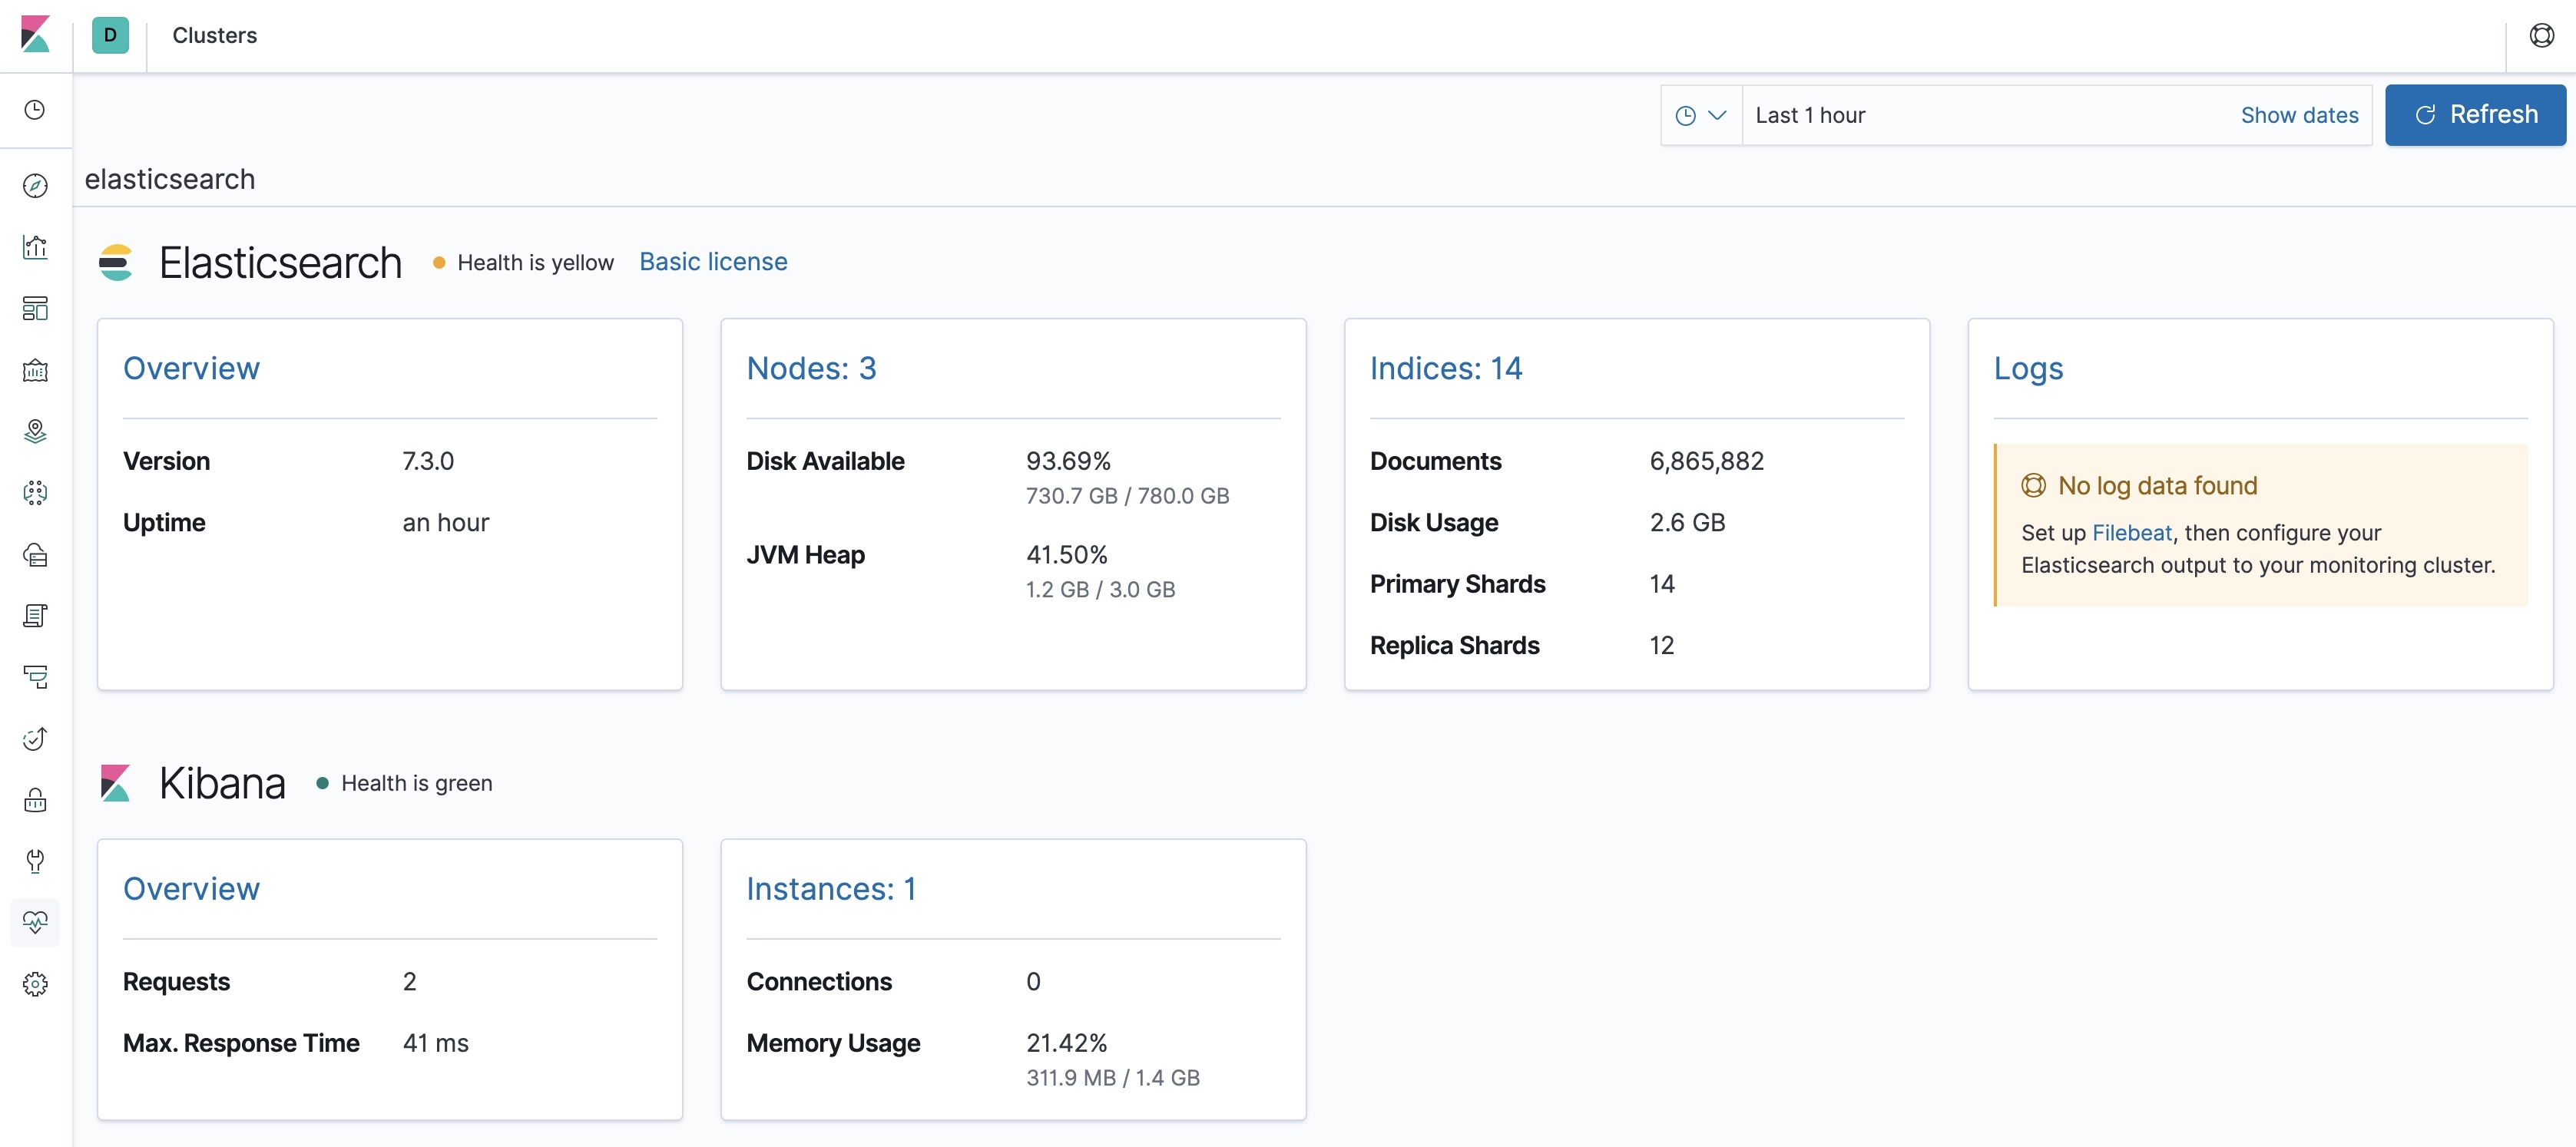 D
Clusters
Last 1 hour
Show dates
Refresh
elasticsearch
Elasticsearch
Health is yellow
Basic license
Overview
Version 7.3.0
Uptime an hour
Nodes: 3
Disk Available 93.69%
730.7 GB / 780.0 GB
JVM Heap 41.50%
1.2 GB / 3.0 GB
Indices: 14
Documents 6,865,882
Disk Usage 2.6 GB
Primary Shards 14
Replica Shards 12
Logs
No log data found
Set up Filebeat, then configure your
Elasticsearch output to your monitoring cluster.
Kibana
Health is green
Overview
Requests 2
Max. Response Time 41 ms
Instances: 1
Connections 0
Memory Usage 21.42%
311.9 MB / 1.4 GB